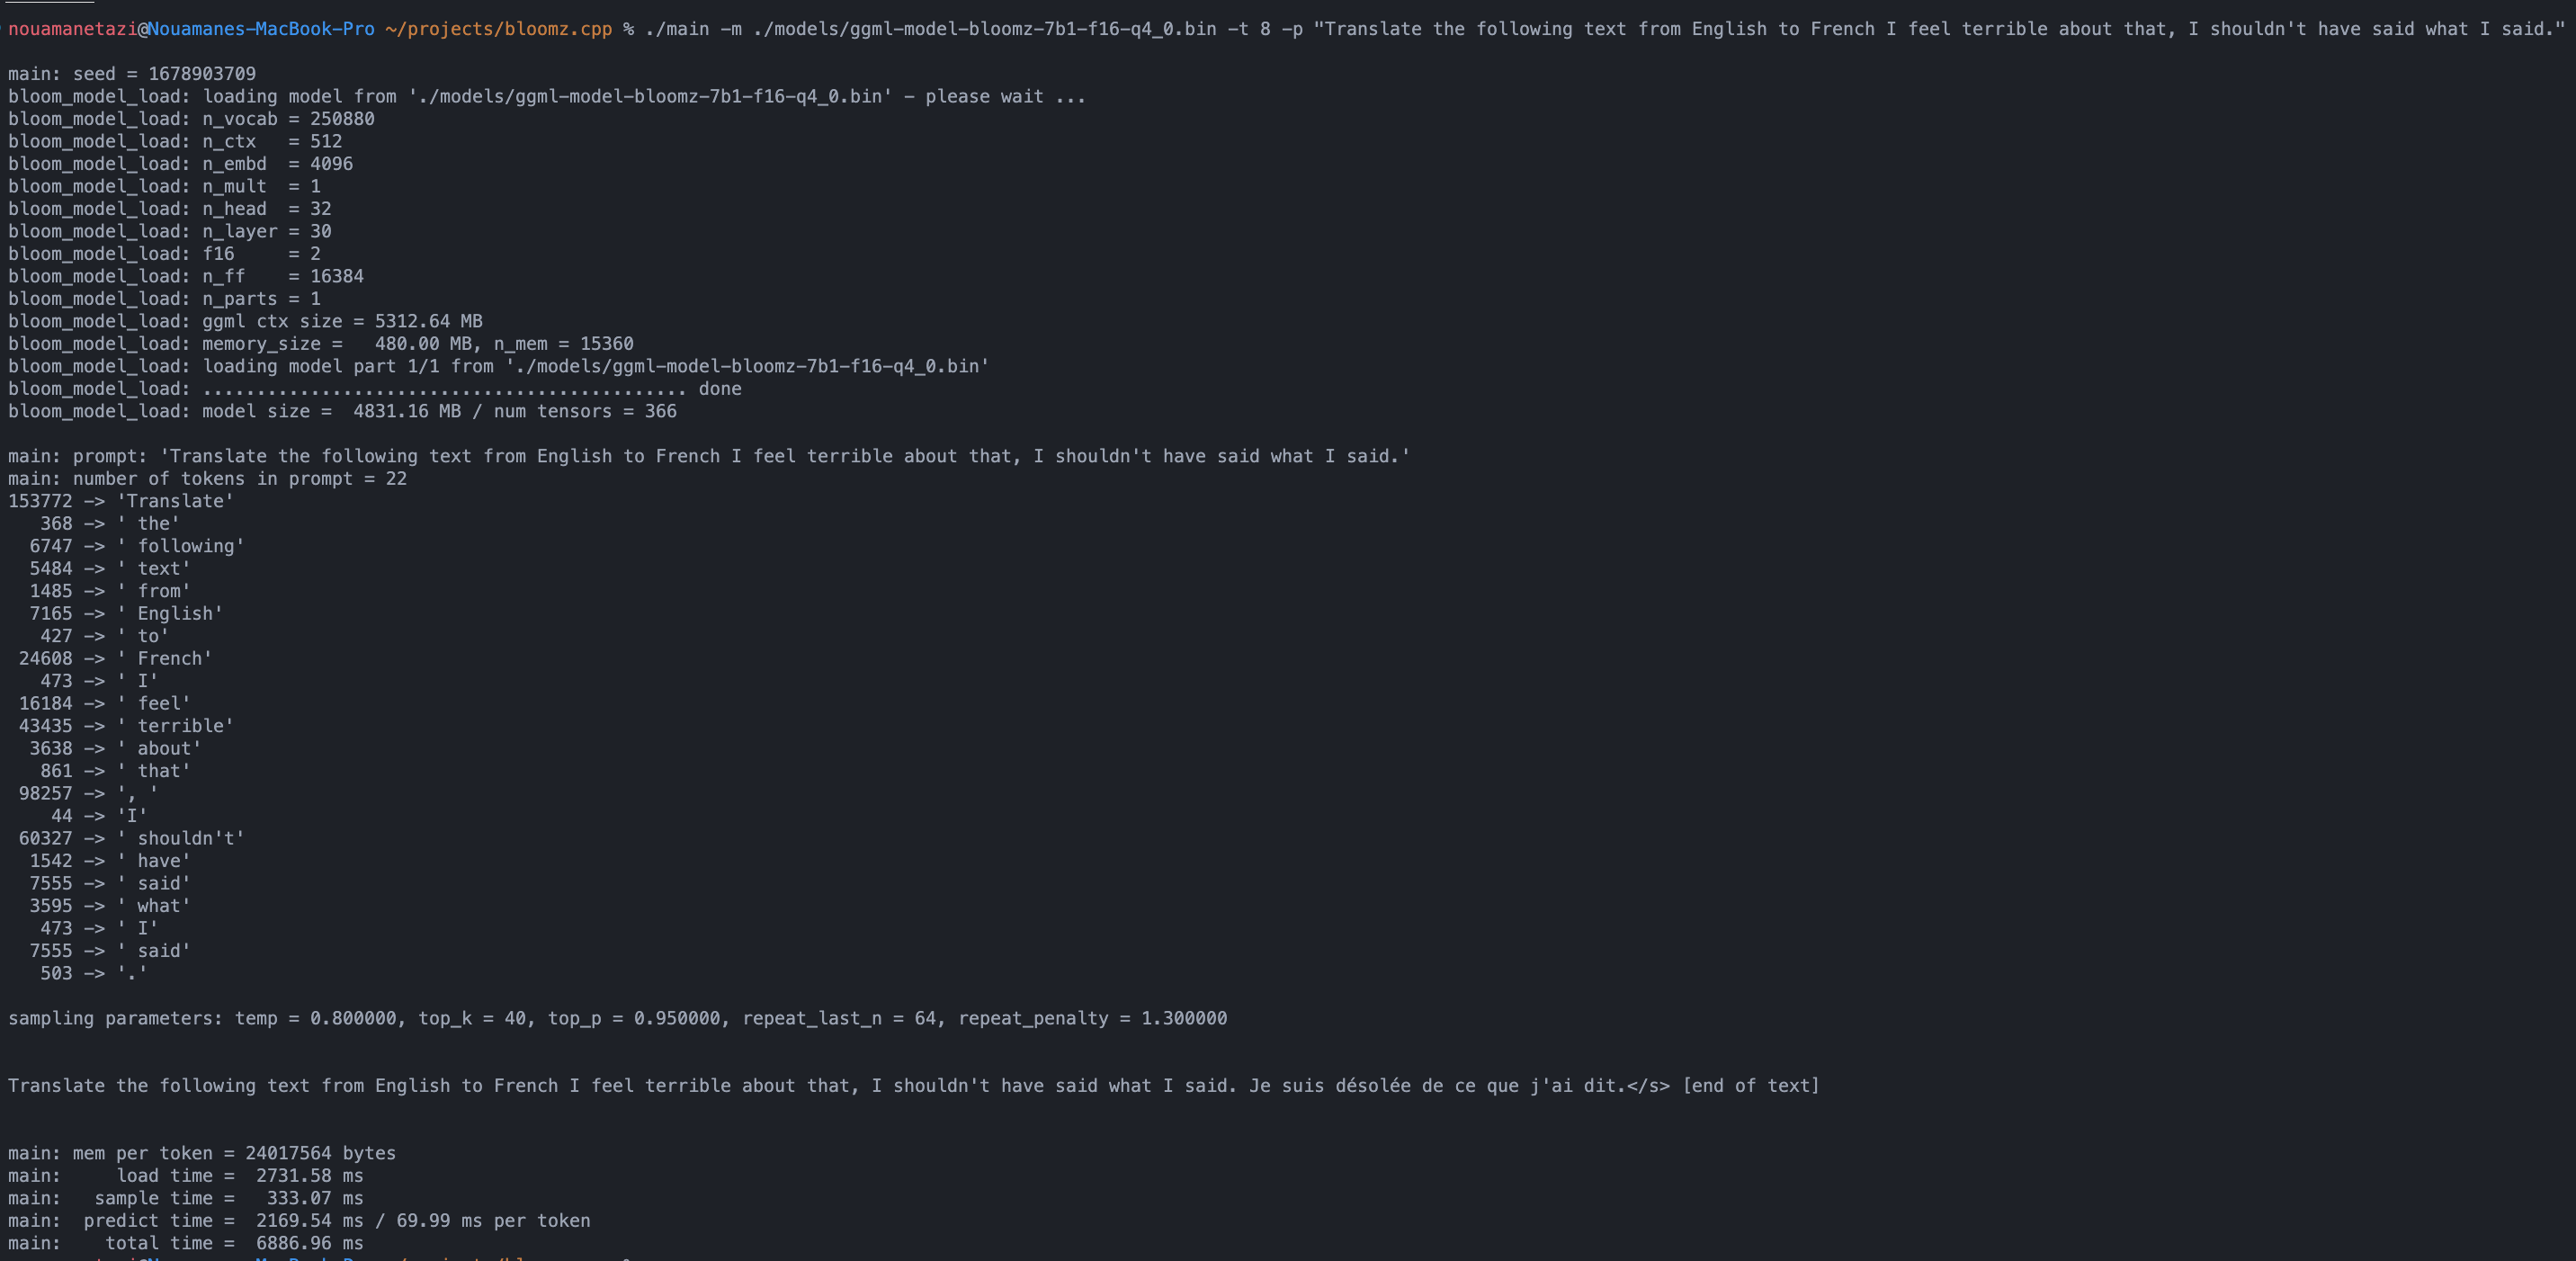 nouamanetazi@Nouamanes-MacBook-Pro ~/projects/bloomz.cpp % ./main -m ./models/ggml-model-bloomz-7b1-f16-q4_0.bin -t 8 -p "Translate the following text from English to French I feel terrible about that, I shouldn't have said what I said."
main: seed = 1678903709
bloom_model_load: loading model from './models/ggml-model-bloomz-7b1-f16-q4_0.bin' - please wait ...
bloom_model_load: n_vocab = 250880
bloom_model_load: n_ctx   = 512
bloom_model_load: n_embd  = 4096
bloom_model_load: n_mult  = 1
bloom_model_load: n_head  = 32
bloom_model_load: n_layer = 30
bloom_model_load: f16     = 2
bloom_model_load: n_ff    = 16384
bloom_model_load: n_parts = 1
bloom_model_load: ggml ctx size = 5312.64 MB
bloom_model_load: memory_size =   480.00 MB, n_mem = 15360
bloom_model_load: loading model part 1/1 from './models/ggml-model-bloomz-7b1-f16-q4_0.bin'
bloom_model_load: ............................................. done
bloom_model_load: model size =  4831.16 MB / num tensors = 366
main: prompt: 'Translate the following text from English to French I feel terrible about that, I shouldn't have said what I said.'
main: number of tokens in prompt = 22
153772 -> 'Translate'
   368 -> ' the'
  6747 -> ' following'
  5484 -> ' text'
  1485 -> ' from'
  7165 -> ' English'
   427 -> ' to'
 24608 -> ' French'
   473 -> ' I'
 16184 -> ' feel'
 43435 -> ' terrible'
  3638 -> ' about'
   861 -> ' that'
 98257 -> ', '
    44 -> 'I'
 60327 -> ' shouldn't'
  1542 -> ' have'
  7555 -> ' said'
  3595 -> ' what'
   473 -> ' I'
  7555 -> ' said'
   503 -> '.'
sampling parameters: temp = 0.800000, top_k = 40, top_p = 0.950000, repeat_last_n = 64, repeat_penalty = 1.300000
Translate the following text from English to French I feel terrible about that, I shouldn't have said what I said. Je suis désolée de ce que j'ai dit.</s> [end of text]
main: mem per token = 24017564 bytes
main:     load time =  2731.58 ms
main:   sample time =   333.07 ms
main:  predict time =  2169.54 ms / 69.99 ms per token
main:    total time =  6886.96 ms